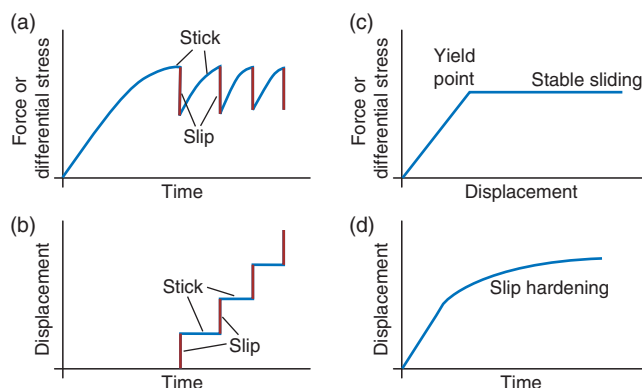 (a)
Force or
differential stress
Stick
Slip
Time
(b)
Displacement
Stick
Slip
Time
(c)
Force or
differential stress
Yield
point
Stable sliding
Displacement
(d)
Displacement
Slip hardening
Time